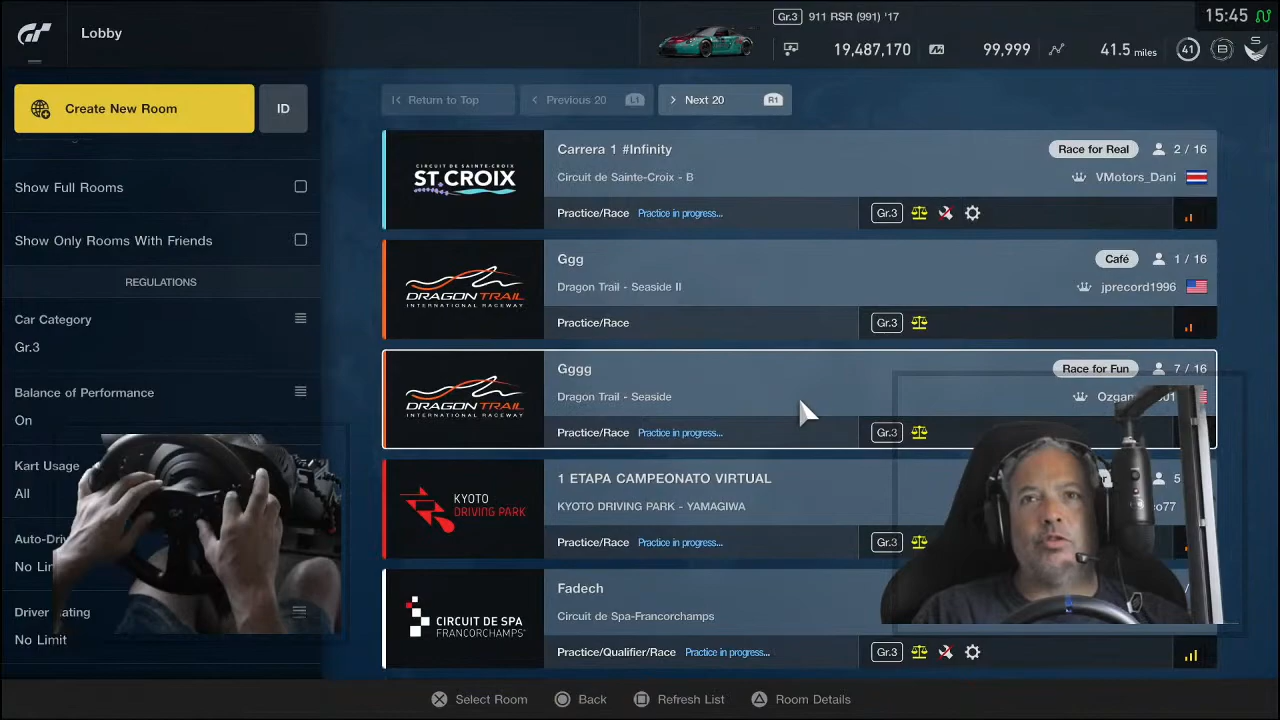 Lobby
Gr.3 911 RSR (991) '17
19,487,170
99,999
41.5 miles
41
B
S
15:45
Create New Room
ID
Show Full Rooms
Show Only Rooms With Friends
REGULATIONS
Car Category
Gr.3
Balance of Performance
On
Kart Usage
All
Auto-Dri
No Lim
Driver
ating
No Limit
Return to Top
Previous 20 L1
Next 20 R1
CIRCUIT DE SAINTE-CROIX
ST.CROIX
Carrera 1 #Infinity
Race for Real
2 / 16
Circuit de Sainte-Croix - B
VMotors_Dani
Practice/Race Practice in progress...
Gr.3
DRAGON TRAIL
INTERNATIONAL RACEWAY
Ggg
Café
1 / 16
Dragon Trail - Seaside II
jprecord1996
Practice/Race
Gr.3
DRAGON TRAIL
INTERNATIONAL RACEWAY
Gggg
Race for Fun
7 / 16
Dragon Trail - Seaside
Practice/Race Practice in progress...
Gr.3
KYOTO
DRIVING PARK
1 ETAPA CAMPEONATO VIRTUAL
5
KYOTO DRIVING PARK - YAMAGIWA
o77
Practice/Race Practice in progress...
Gr.3
CIRCUIT DE SPA
FRANCORCHAMPS
Fadech
Circuit de Spa-Francorchamps
Practice/Qualifier/Race Practice in progress...
Gr.3
Select Room
Back
Refresh List
Room Details